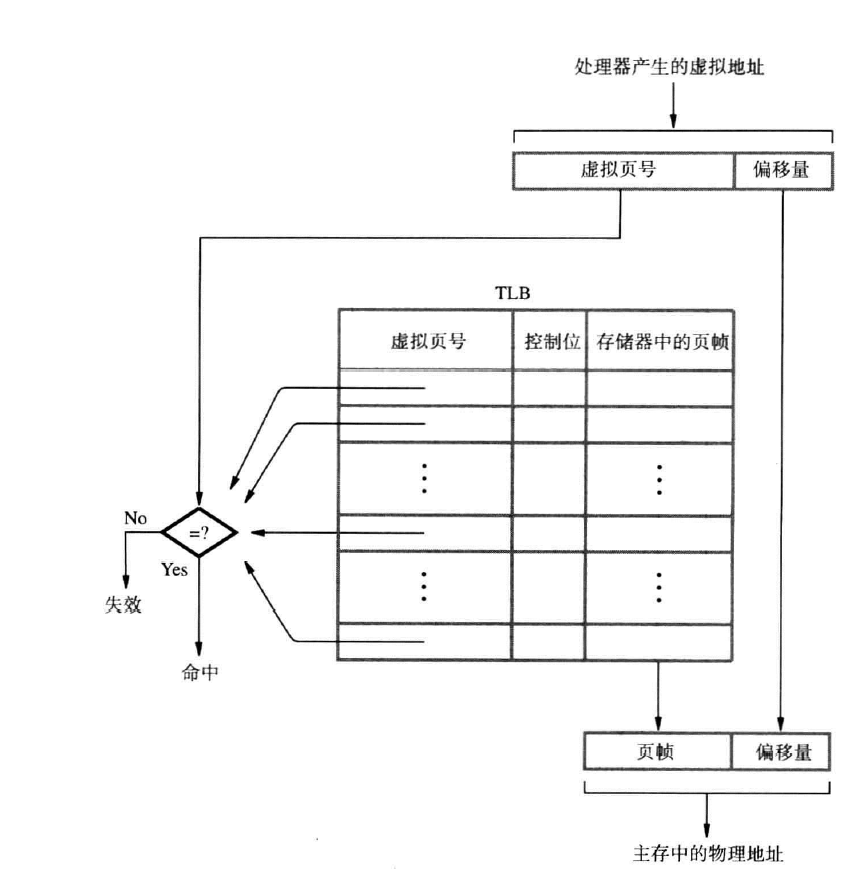 处理器产生的虚拟地址
虚拟页号 偏移量
TLB
虚拟页号 控制位 存储器中的页帧
No
=?
Yes
失效
命中
页帧 偏移量
主存中的物理地址